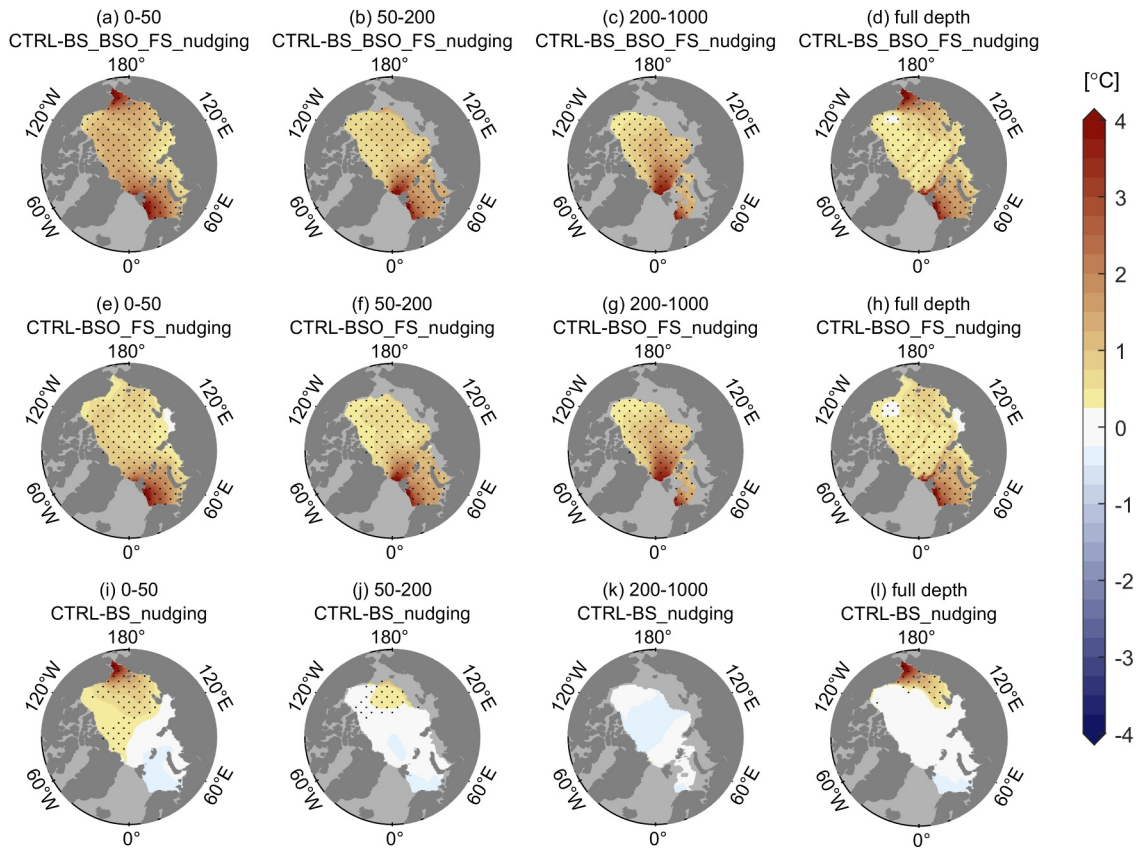 (a) 0-50
CTRL-BS_BSO_FS_nudging
180°
120°W
120°E
60°W
60°E
0°
(b) 50-200
CTRL-BS_BSO_FS_nudging
180°
120°W
120°E
60°W
60°E
0°
(c) 200-1000
CTRL-BS_BSO_FS_nudging
180°
120°W
120°E
60°W
60°E
0°
(d) full depth
CTRL-BS_BSO_FS_nudging
180°
120°W
120°E
60°W
60°E
0°
[°C]
4
3
2
1
0
-1
-2
-3
-4
(e) 0-50
CTRL-BSO_FS_nudging
180°
120°W
120°E
60°W
60°E
0°
(f) 50-200
CTRL-BSO_FS_nudging
180°
120°W
120°E
60°W
60°E
0°
(g) 200-1000
CTRL-BSO_FS_nudging
180°
120°W
120°E
60°W
60°E
0°
(h) full depth
CTRL-BSO_FS_nudging
180°
120°W
120°E
60°W
60°E
0°
(i) 0-50
CTRL-BS_nudging
180°
120°W
120°E
60°W
60°E
0°
(j) 50-200
CTRL-BS_nudging
180°
120°W
120°E
60°W
60°E
0°
(k) 200-1000
CTRL-BS_nudging
180°
120°W
120°E
60°W
60°E
0°
(l) full depth
CTRL-BS_nudging
180°
120°W
120°E
60°W
60°E
0°